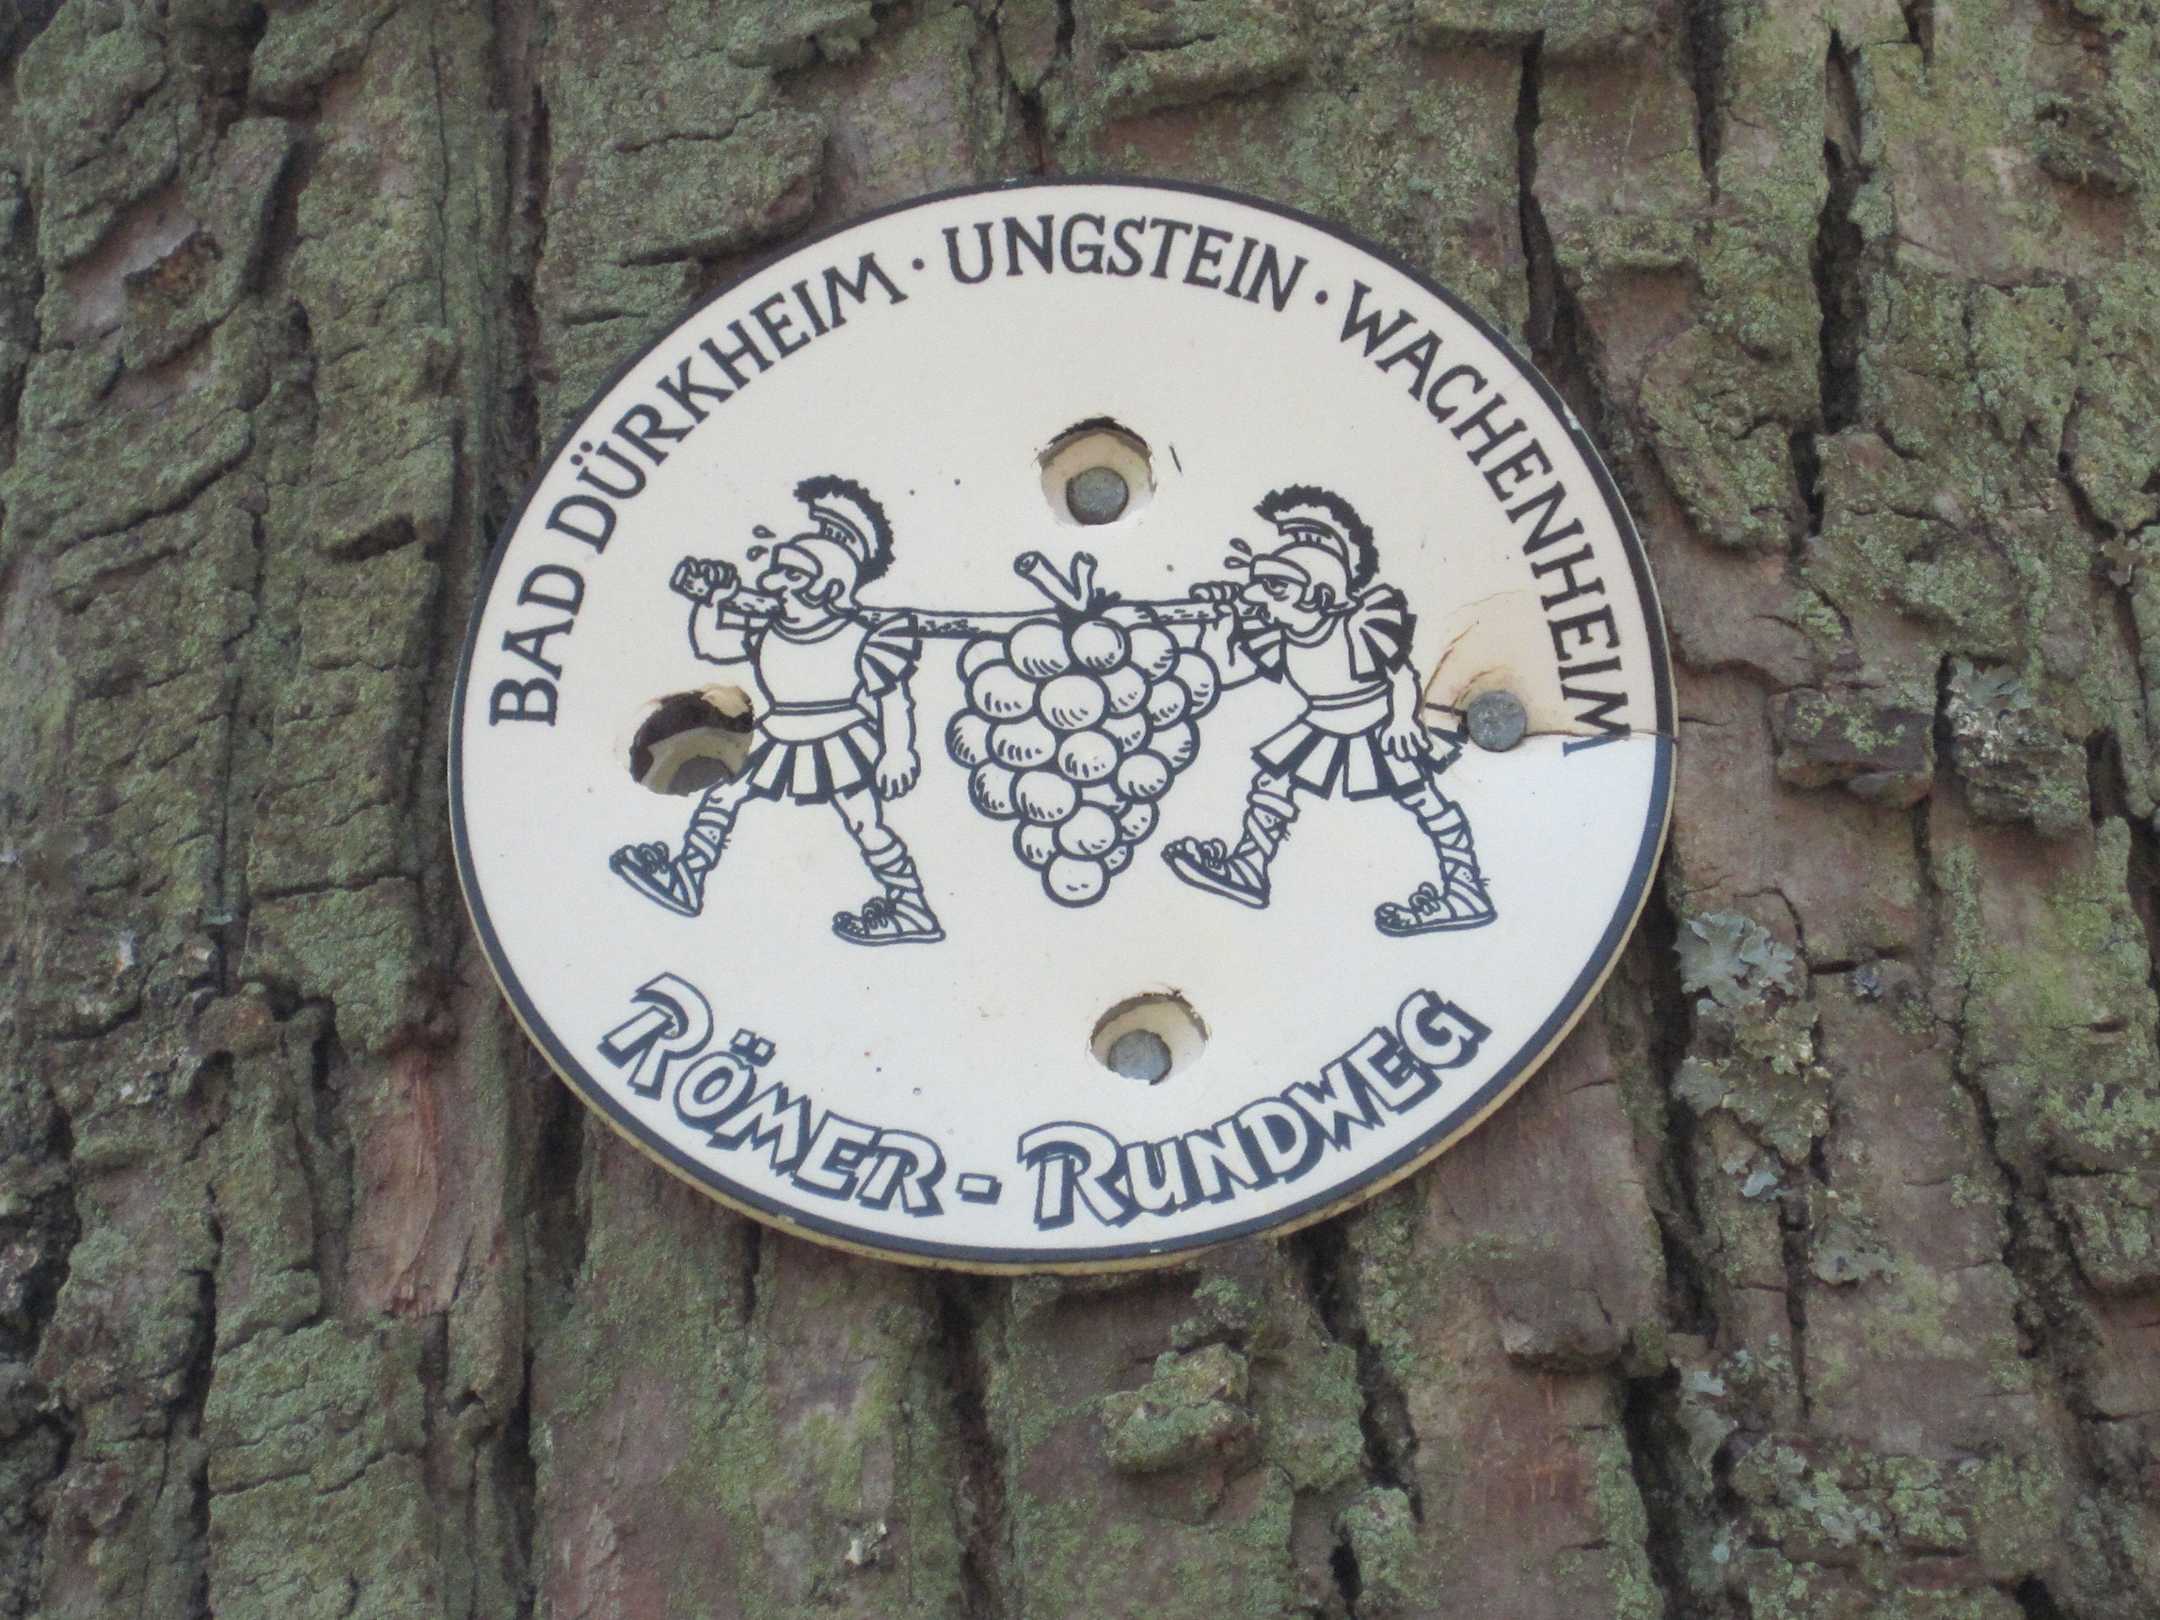 BAD DÜRKHEIM · UNGSTEIN · WACHENHEIM
RÖMER-RUNDWEG